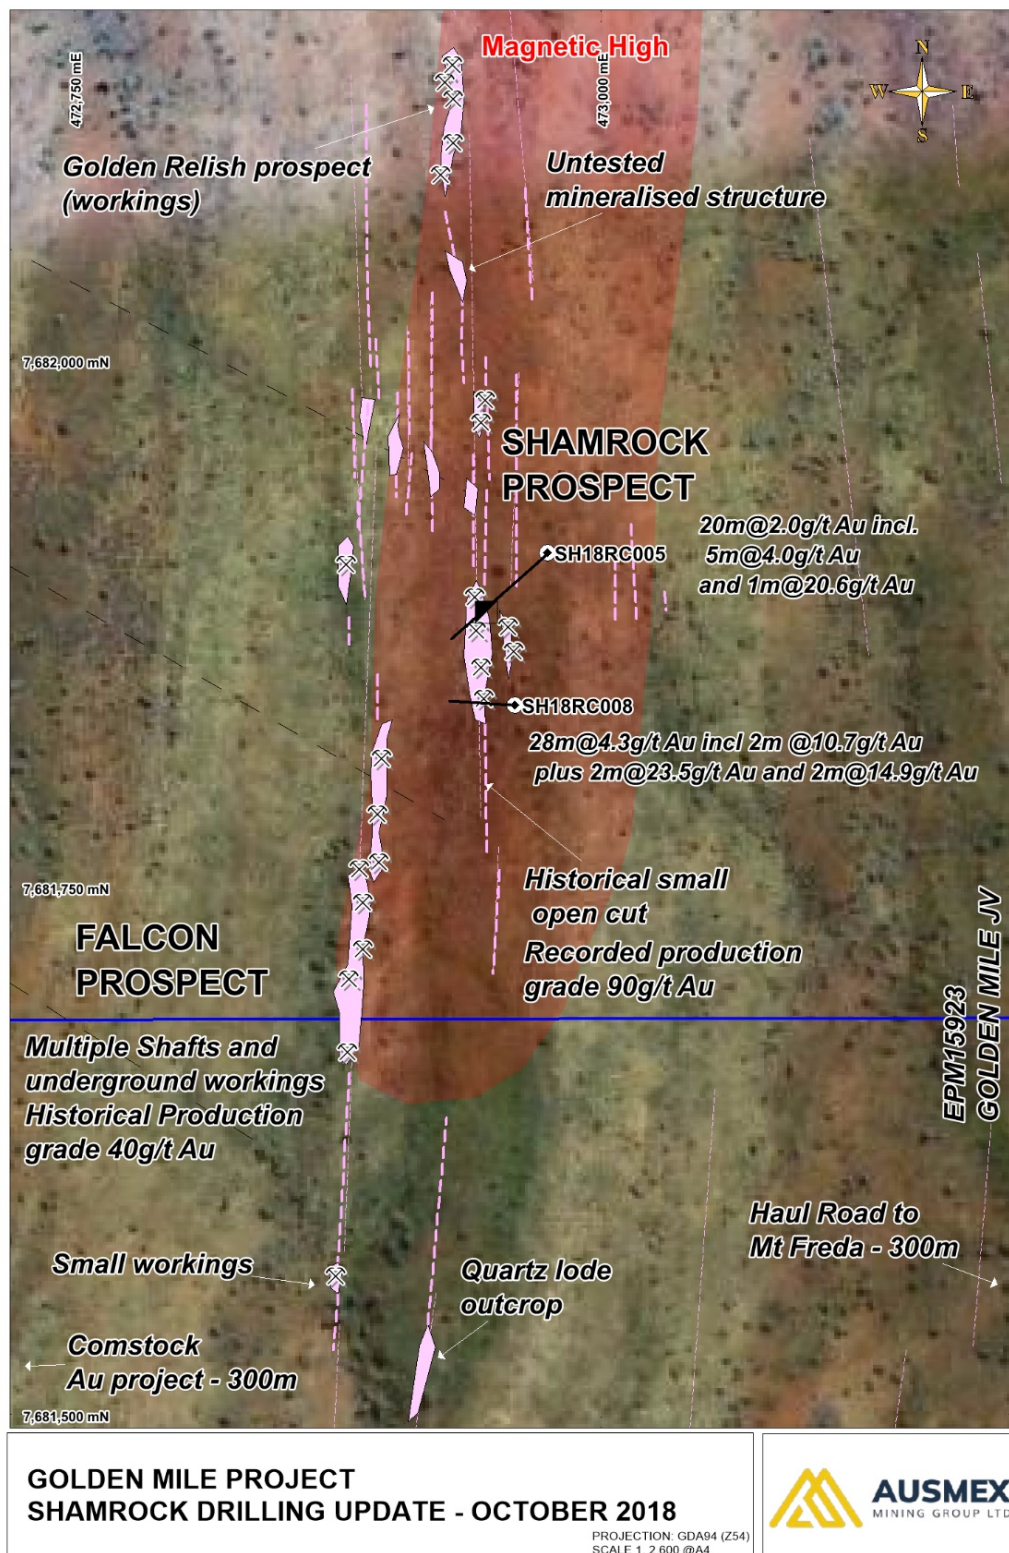 Magnetic High
472,750 mE
473,000 mE
N
W
E
S
Golden Relish prospect
(workings)
Untested
mineralised structure
7,682,000 mN
SHAMROCK
PROSPECT
20m@2.0g/t Au incl.
5m@4.0g/t Au
and 1m@20.6g/t Au
SH18RC005
SH18RC008
28m@4.3g/t Au incl 2m @10.7g/t Au
plus 2m@23.5g/t Au and 2m@14.9g/t Au
7,681,750 mN
Historical small
open cut
Recorded production
grade 90g/t Au
FALCON
PROSPECT
EPM15923
GOLDEN MILE JV
Multiple Shafts and
underground workings
Historical Production
grade 40g/t Au
Haul Road to
Mt Freda - 300m
Small workings
Quartz lode
outcrop
Comstock
Au project - 300m
7,681,500 mN
GOLDEN MILE PROJECT
SHAMROCK DRILLING UPDATE - OCTOBER 2018
PROJECTION: GDA94 (Z54)
SCALE 1 2 600 @A4
AUSMEX
MINING GROUP LTD